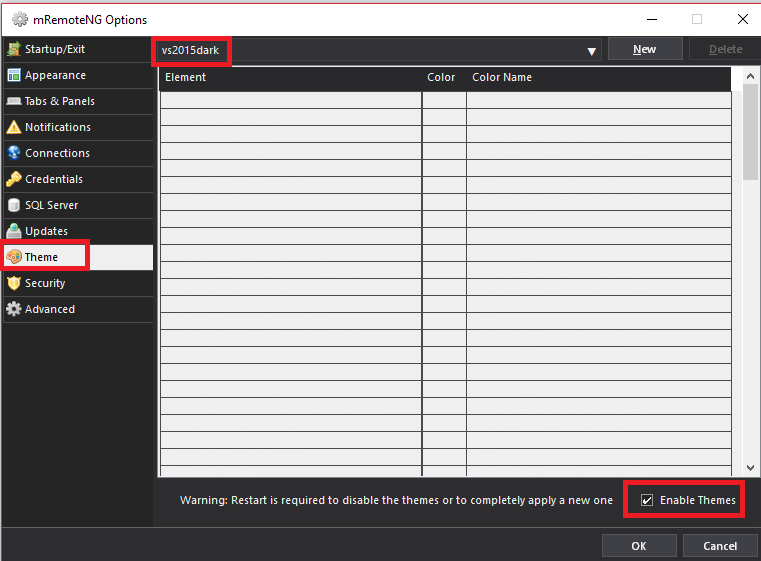 mRemoteNG Options
Startup/Exit
Appearance
Tabs & Panels
Notifications
Connections
Credentials
SQL Server
Updates
Theme
Security
Advanced
vs2015dark
New
Delete
Element Color Color Name
Warning: Restart is required to disable the themes or to completely apply a new one
Enable Themes
OK
Cancel